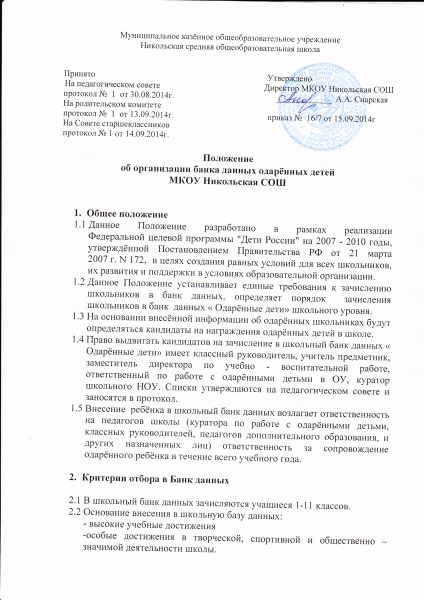 Муниципальное казённое общеобразовательное учреждение
Никольская средняя общеобразовательная школа
Принято
На педагогическом совете
протокол № 1 от 30.08.2014г.
На родительском комитете
протокол № 1 от 13.09.2014г.
На Совете старшеклассников
протокол № 1 от 14.09.2014г.
Утверждено
Директор МКОУ Никольская СОШ
А.А. Снарская
приказ № 16/7 от 15.09.2014г
Положение
об организации банка данных одарённых детей
МКОУ Никольская СОШ
1. Общее положение
1.1 Данное Положение разработано в рамках реализации
Федеральной целевой программы "Дети России" на 2007 - 2010 годы,
утверждённой Постановлением Правительства РФ от 21 марта
2007 г. N 172, в целях создания равных условий для всех школьников,
их развития и поддержки в условиях образовательной организации.
1.2 Данное Положение устанавливает единые требования к зачислению
школьников в банк данных, определяет порядок зачисления
школьников в банк данных « Одарённые дети» школьного уровня.
1.3 На основании внесённой информации об одарённых школьниках будут
определяться кандидаты на награждения одарённых детей в школе.
1.4 Право выдвигать кандидатов на зачисление в школьный банк данных «
Одарённые дети» имеет классный руководитель, учитель предметник,
заместитель директора по учебно - воспитательной работе,
ответственный по работе с одарёнными детьми в ОУ, куратор
школьного НОУ. Списки утверждаются на педагогическом совете и
заносятся в протокол.
1.5 Внесение ребёнка в школьный банк данных возлагает ответственность
на педагогов школы (куратора по работе с одарёнными детьми,
классных руководителей, педагогов дополнительного образования, и
других назначенных лиц) ответственность за сопровождение
одарённого ребёнка в течение всего учебного года.
2. Критерии отбора в Банк данных
2.1 В школьный банк данных зачисляются учащиеся 1-11 классов.
2.2 Основание внесения в школьную базу данных:
- высокие учебные достижения
-особые достижения в творческой, спортивной и общественно –
значимой деятельности школы.